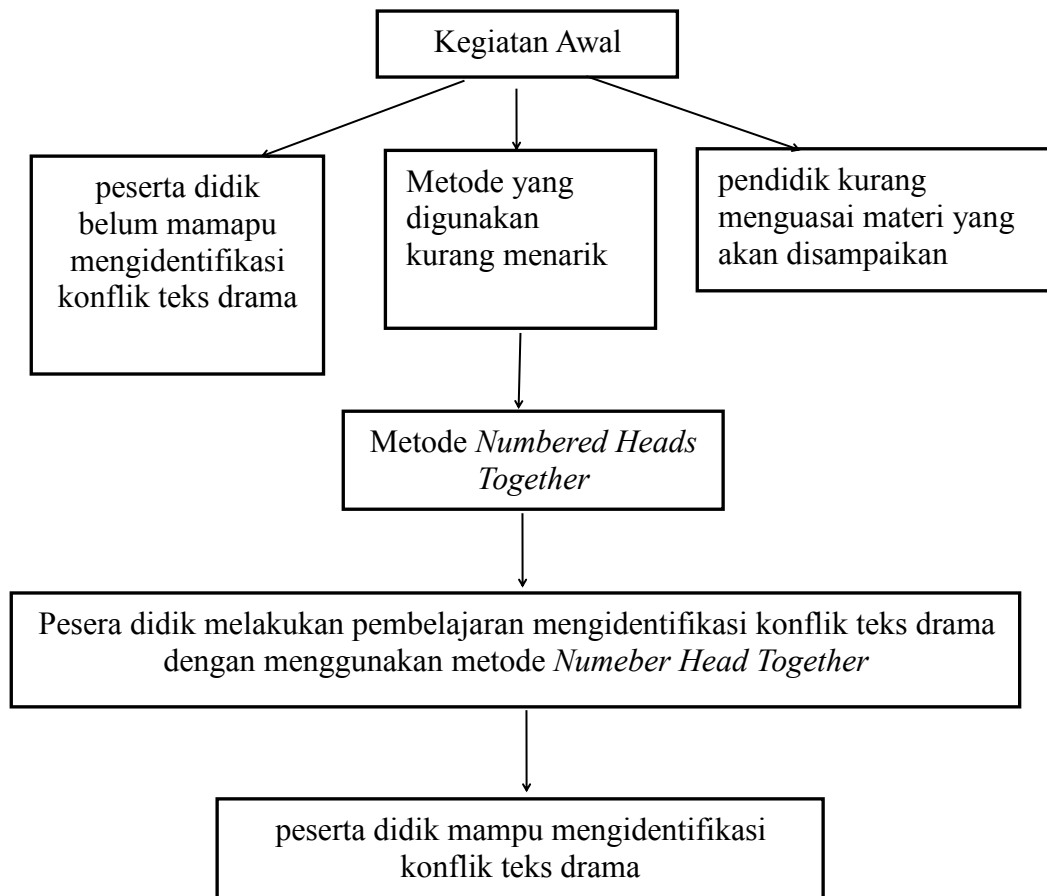 Kegiatan Awal
peserta didik
belum mamapu
mengidentifikasi
konflik teks drama
Metode yang
digunakan
kurang menarik
pendidik kurang
menguasai materi yang
akan disampaikan
Metode Numbered Heads
Together
Pesera didik melakukan pembelajaran mengidentifikasi konflik teks drama
dengan menggunakan metode Numeber Head Together
peserta didik mampu mengidentifikasi
konflik teks drama